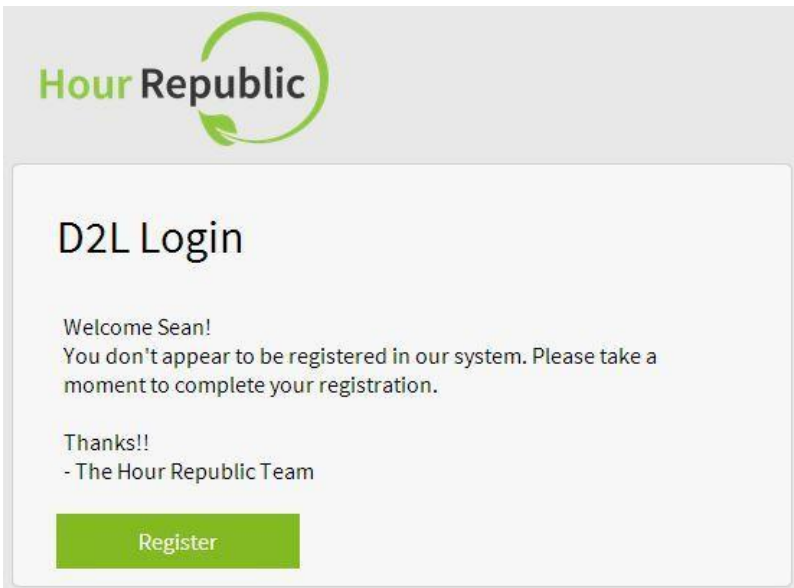 Hour Republic
D2L Login
Welcome Sean!
You don't appear to be registered in our system. Please take a
moment to complete your registration.
Thanks!!
- The Hour Republic Team
Register